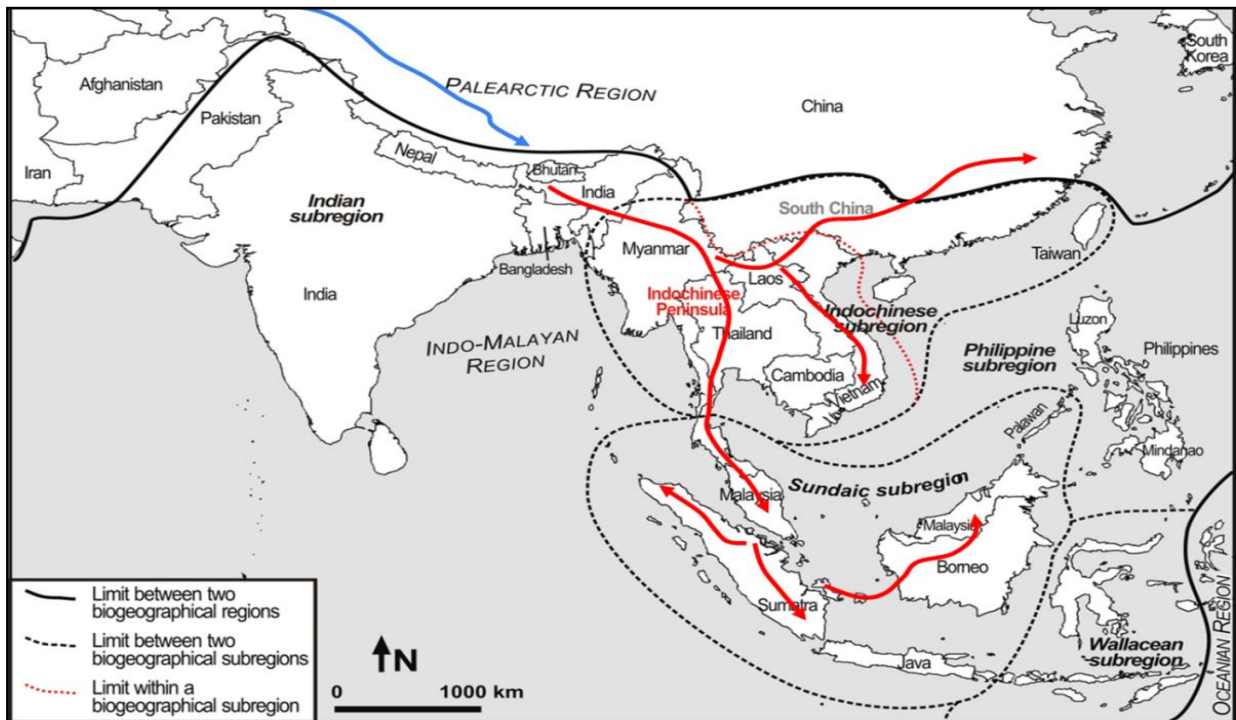 South
Korea
Afghanistan
PALEARCTIC REGION
China
Pakistan
Iran
Nepal
Bhutan
India
Indian
subregion
South China
Myanmar
Taiwan
Bangladesh
Laos
India
Indochinese
Peninsula
Indochinese
subregion
Luzon
Thailand
INDO-MALAYAN
REGION
Philippine
subregion
Philippines
Cambodia
Vietnam
Palawan
Mindanao
Sundaic subregion
Malaysia
Malaysia
Borneo
Sumatra
Wallacean
subregion
Java
OCEANIAN REGION
Limit between two
biogeographical regions
Limit between two
biogeographical subregions
Limit within a
biogeographical subregion
N
0 1000 km